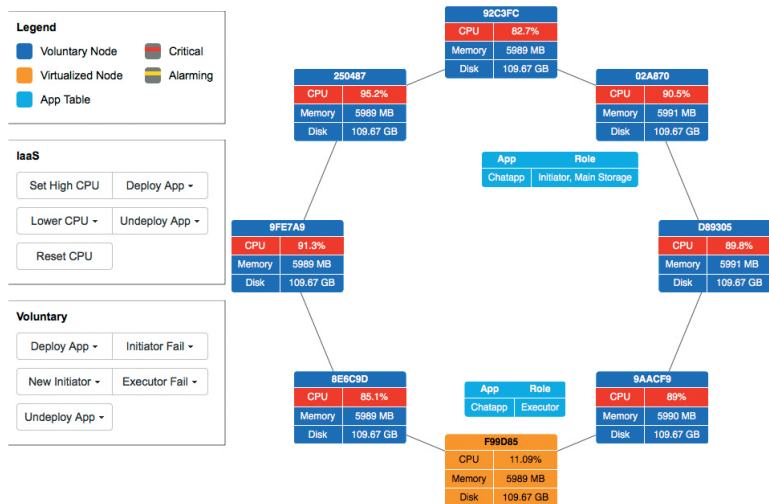 Legend
Voluntary Node
Critical
Virtualized Node
Alarming
App Table
IaaS
Set High CPU
Deploy App
Lower CPU
Undeploy App
Reset CPU
Voluntary
Deploy App
Initiator Fail
New Initiator
Executor Fail
Undeploy App
92C3FC
CPU 82.7%
Memory 5989 MB
Disk 109.67 GB
250487
CPU 95.2%
Memory 5989 MB
Disk 109.67 GB
02A870
CPU 90.5%
Memory 5991 MB
Disk 109.67 GB
App Role
Chatapp Initiator, Main Storage
9FE7A9
CPU 91.3%
Memory 5989 MB
Disk 109.67 GB
D89305
CPU 89.8%
Memory 5991 MB
Disk 109.67 GB
8E6C9D
CPU 85.1%
Memory 5989 MB
Disk 109.67 GB
App Role
Chatapp Executor
9AACF9
CPU 89%
Memory 5990 MB
Disk 109.67 GB
F99D85
CPU 11.09%
Memory 5989 MB
Disk 109.67 GB